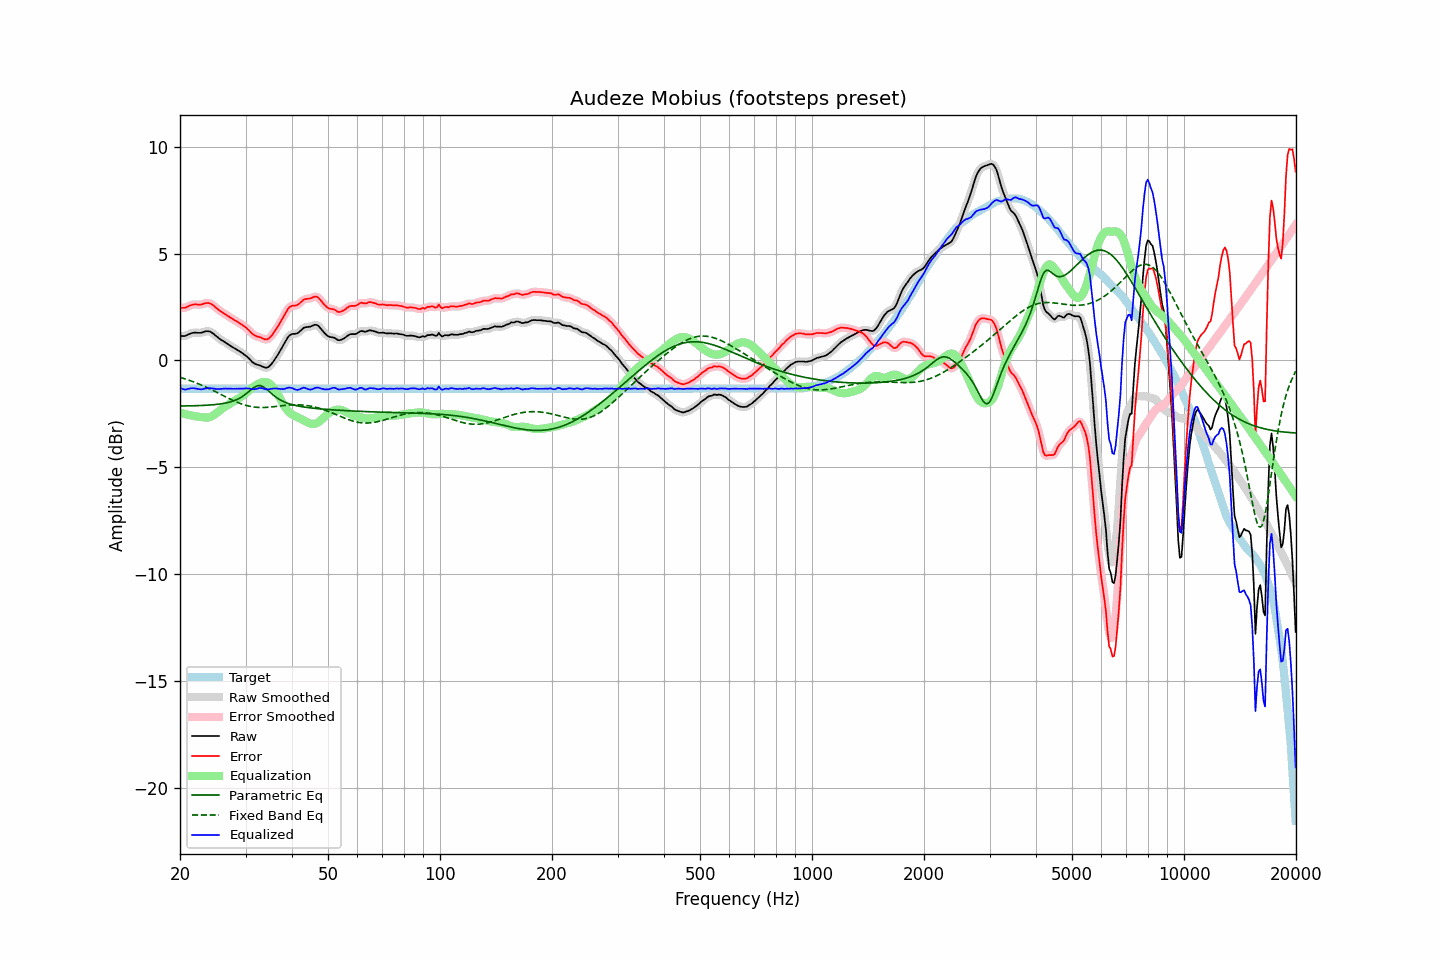 Audeze Mobius (footsteps preset)
10
5
0
−5
−10
−15
−20
Amplitude (dBr)
Target
Raw Smoothed
Error Smoothed
Raw
Error
Equalization
Parametric Eq
Fixed Band Eq
Equalized
20 50 100 200 500 1000 2000 5000 10000 20000
Frequency (Hz)